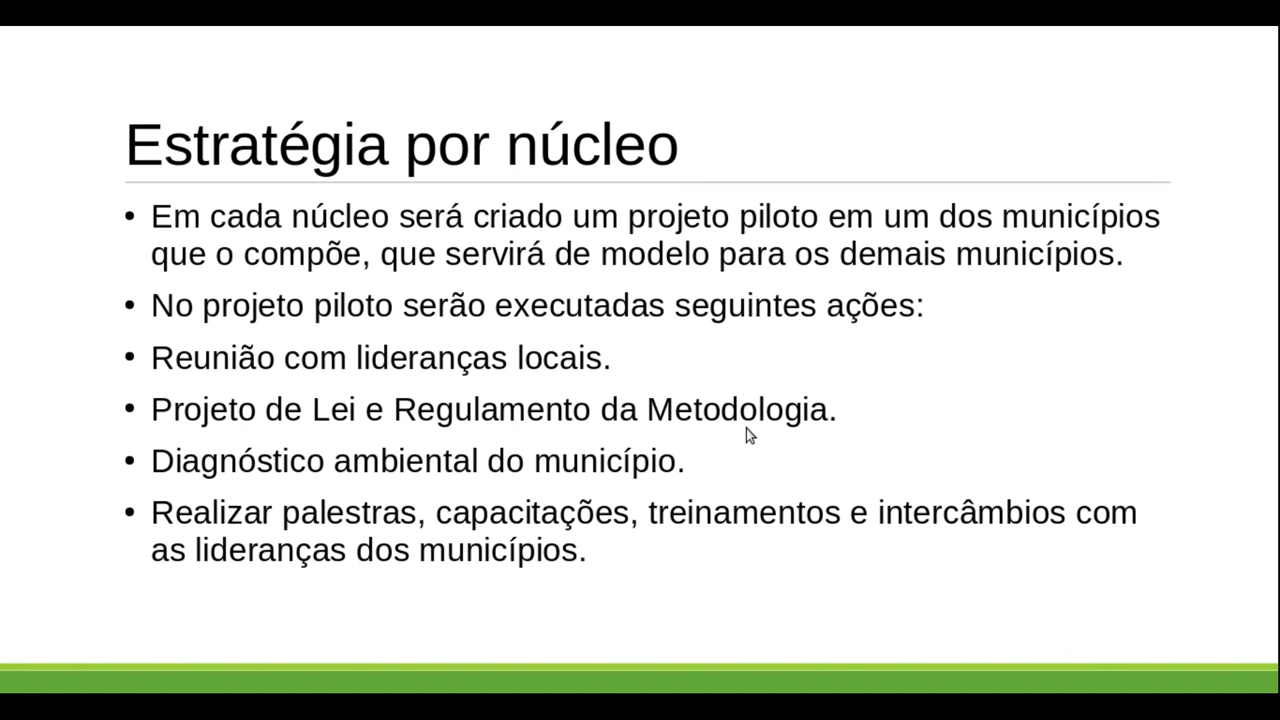 Estratégia por núcleo
• Em cada núcleo será criado um projeto piloto em um dos municípios
que o compõe, que servirá de modelo para os demais municípios.
• No projeto piloto serão executadas seguintes ações:
• Reunião com lideranças locais.
• Projeto de Lei e Regulamento da Metodologia.
• Diagnóstico ambiental do município.
• Realizar palestras, capacitações, treinamentos e intercâmbios com
as lideranças dos municípios.